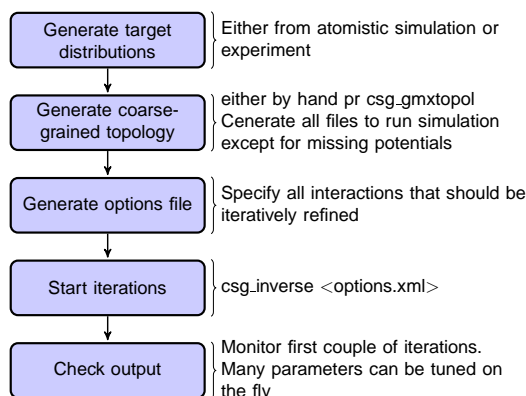 Generate target
distributions
Either from atomistic simulation or
experiment
Generate coarse-
grained topology
either by hand pr csg_gmxtopol
Cenerate all files to run simulation
except for missing potentials
Generate options file
Specify all interactions that should be
iteratively refined
Start iterations
csg_inverse <options.xml>
Check output
Monitor first couple of iterations.
Many parameters can be tuned on
the fly